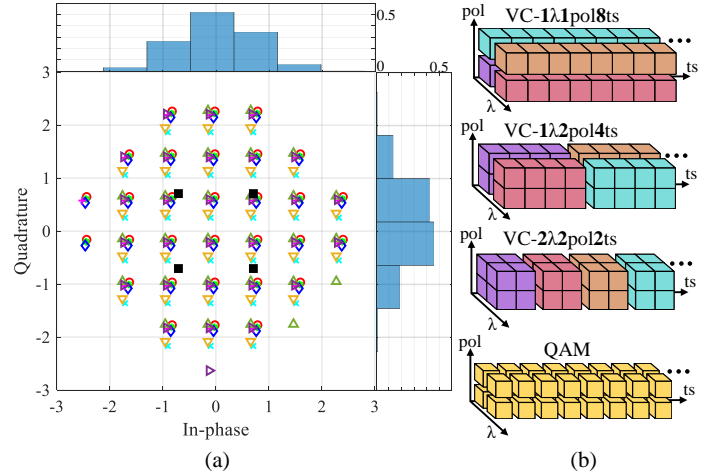 0.5
0
3
2
1
0
-1
-2
-3
Quadrature
-3
-2
-1
0
1
2
3
In-phase
0
0.5
(a)
pol
VC-1λ1pol8ts
ts
λ
pol
VC-1λ2pol4ts
ts
λ
pol
VC-2λ2pol2ts
ts
λ
pol
QAM
ts
λ
(b)